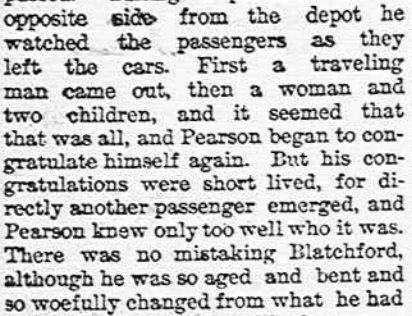 opposite side from the depot he
watched the passengers as they
left the cars. First a traveling
man came out, then a woman and
two children, and it seemed that
that was all, and Pearson began to con-
gratulate himself again. But his con-
gratulations were short lived, for di-
rectly another passenger emerged, and
Pearson knew only too well who it was.
There was no mistaking Blatchford,
although he was so aged and bent and
so woefully changed from what he had